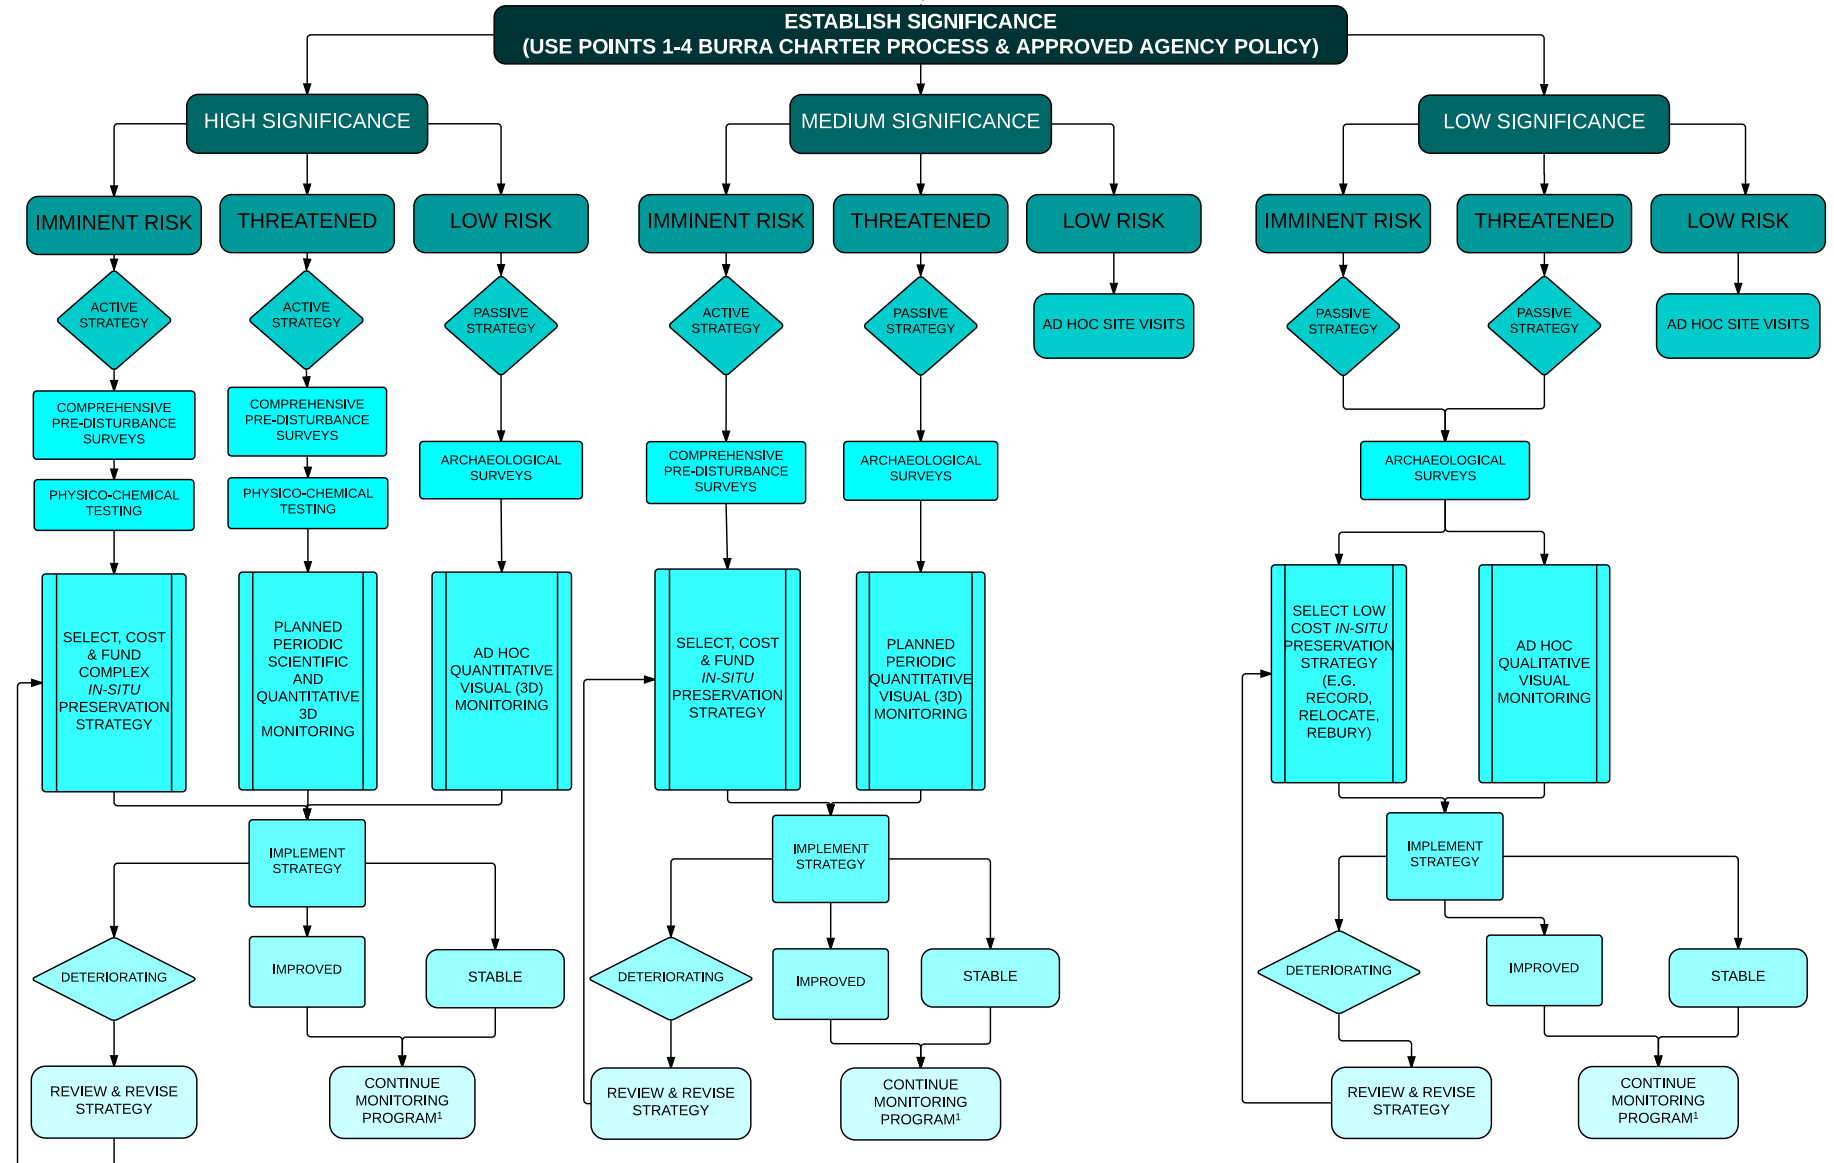 ESTABLISH SIGNIFICANCE
(USE POINTS 1-4 BURRA CHARTER PROCESS & APPROVED AGENCY POLICY)
HIGH SIGNIFICANCE
MEDIUM SIGNIFICANCE
LOW SIGNIFICANCE
IMMINENT RISK
THREATENED
LOW RISK
IMMINENT RISK
THREATENED
LOW RISK
IMMINENT RISK
THREATENED
LOW RISK
ACTIVE
STRATEGY
ACTIVE
STRATEGY
PASSIVE
STRATEGY
ACTIVE
STRATEGY
PASSIVE
STRATEGY
AD HOC SITE VISITS
PASSIVE
STRATEGY
PASSIVE
STRATEGY
AD HOC SITE VISITS
COMPREHENSIVE
PRE-DISTURBANCE
SURVEYS
COMPREHENSIVE
PRE-DISTURBANCE
SURVEYS
ARCHAEOLOGICAL
SURVEYS
COMPREHENSIVE
PRE-DISTURBANCE
SURVEYS
ARCHAEOLOGICAL
SURVEYS
ARCHAEOLOGICAL
SURVEYS
PHYSICO-CHEMICAL
TESTING
PHYSICO-CHEMICAL
TESTING
SELECT, COST
& FUND
COMPLEX
IN-SITU
PRESERVATION
STRATEGY
PLANNED
PERIODIC
SCIENTIFIC
AND
QUANTITATIVE
3D
MONITORING
AD HOC
QUANTITATIVE
VISUAL (3D)
MONITORING
SELECT, COST
& FUND
IN-SITU
PRESERVATION
STRATEGY
PLANNED
PERIODIC
QUANTITATIVE
VISUAL (3D)
MONITORING
SELECT LOW
COST IN-SITU
PRESERVATION
STRATEGY
(E.G.
RECORD,
RELOCATE,
REBURY)
AD HOC
QUALITATIVE
VISUAL
MONITORING
IMPLEMENT
STRATEGY
IMPLEMENT
STRATEGY
IMPLEMENT
STRATEGY
DETERIORATING
IMPROVED
STABLE
DETERIORATING
IMPROVED
STABLE
DETERIORATING
IMPROVED
STABLE
REVIEW & REVISE
STRATEGY
CONTINUE
MONITORING
PROGRAM¹
REVIEW & REVISE
STRATEGY
CONTINUE
MONITORING
PROGRAM¹
REVIEW & REVISE
STRATEGY
CONTINUE
MONITORING
PROGRAM¹